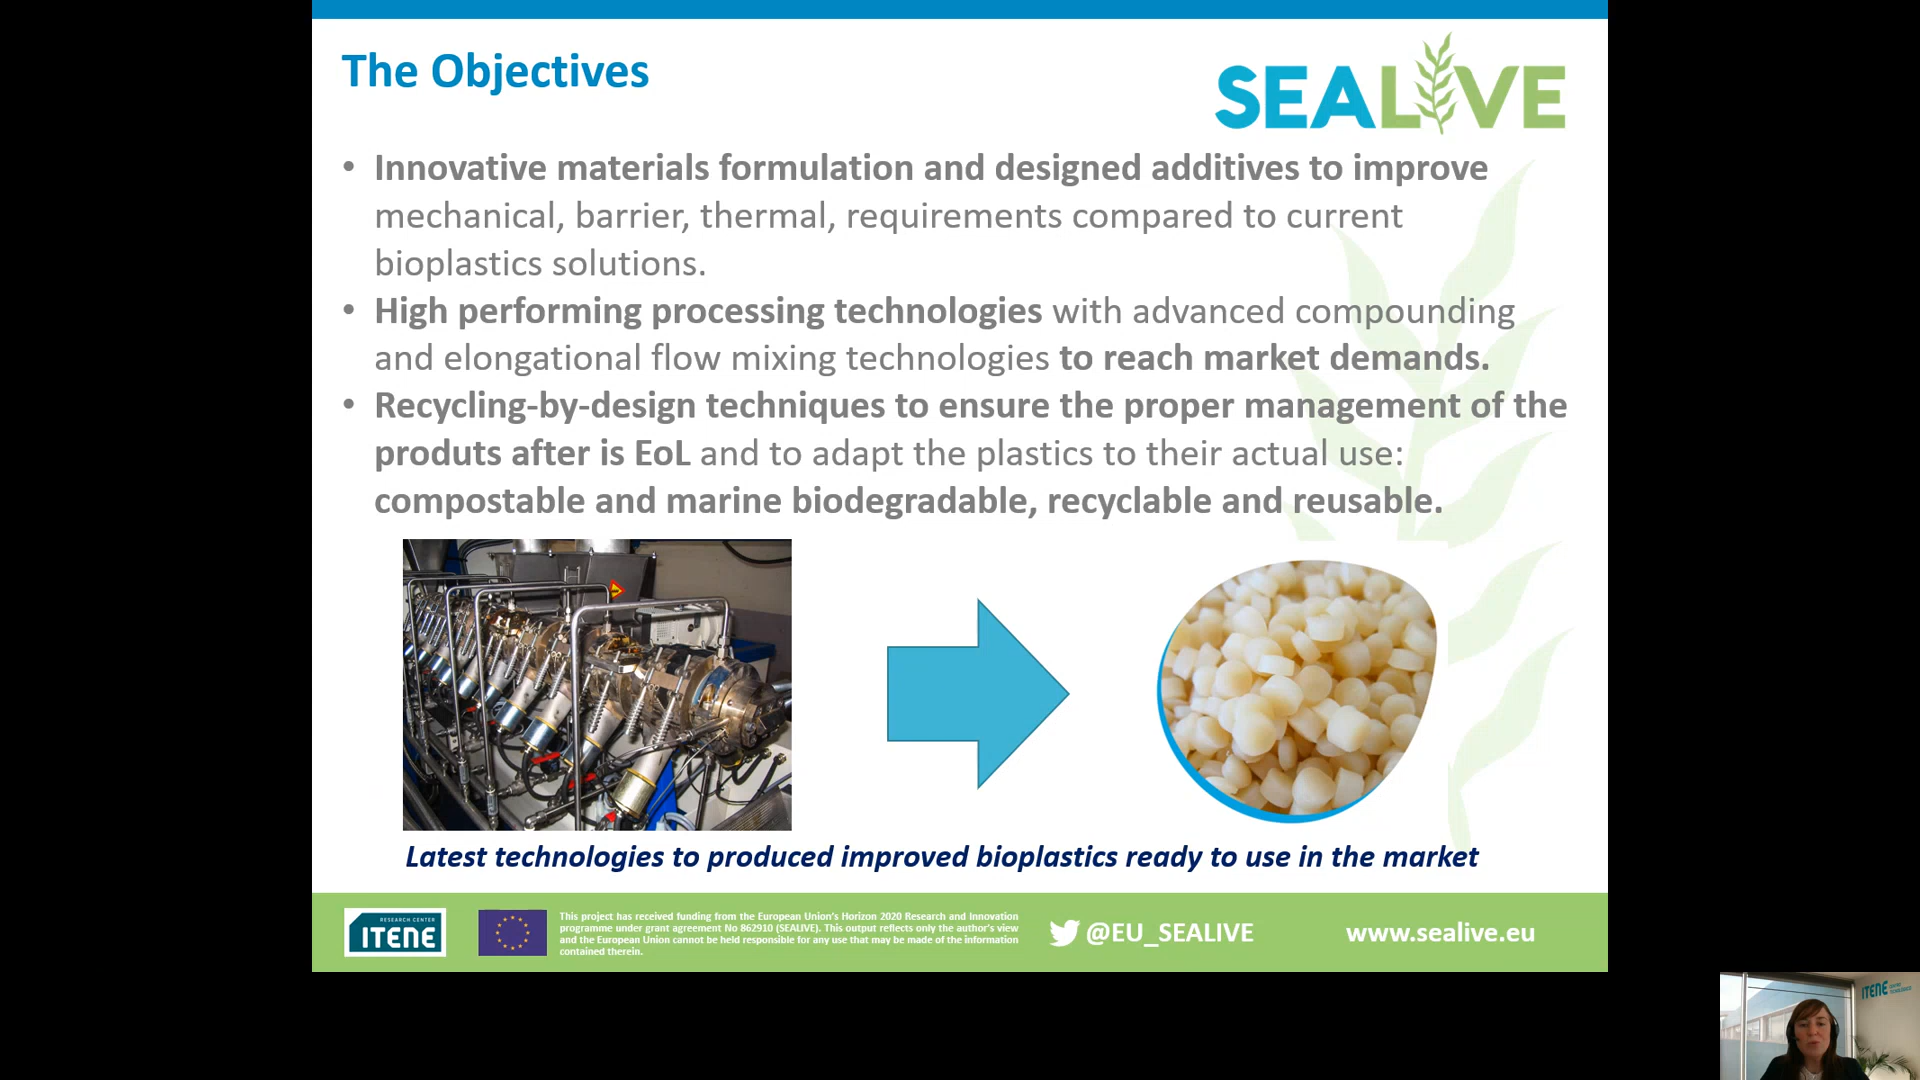 The Objectives
SEALIVE
• Innovative materials formulation and designed additives to improve
mechanical, barrier, thermal, requirements compared to current
bioplastics solutions.
• High performing processing technologies with advanced compounding
and elongational flow mixing technologies to reach market demands.
• Recycling-by-design techniques to ensure the proper management of the
produts after is EoL and to adapt the plastics to their actual use:
compostable and marine biodegradable, recyclable and reusable.
Latest technologies to produced improved bioplastics ready to use in the market
RESEARCH CENTER
ITENE
This project has received funding from the European Union's Horizon 2020 Research and Innovation
programme under grant agreement No 862910 (SEALIVE). This output reflects only the author's view
and the European Union cannot be held responsible for any use that may be made of the information
contained therein.
@EU_SEALIVE
www.sealive.eu
ITENE